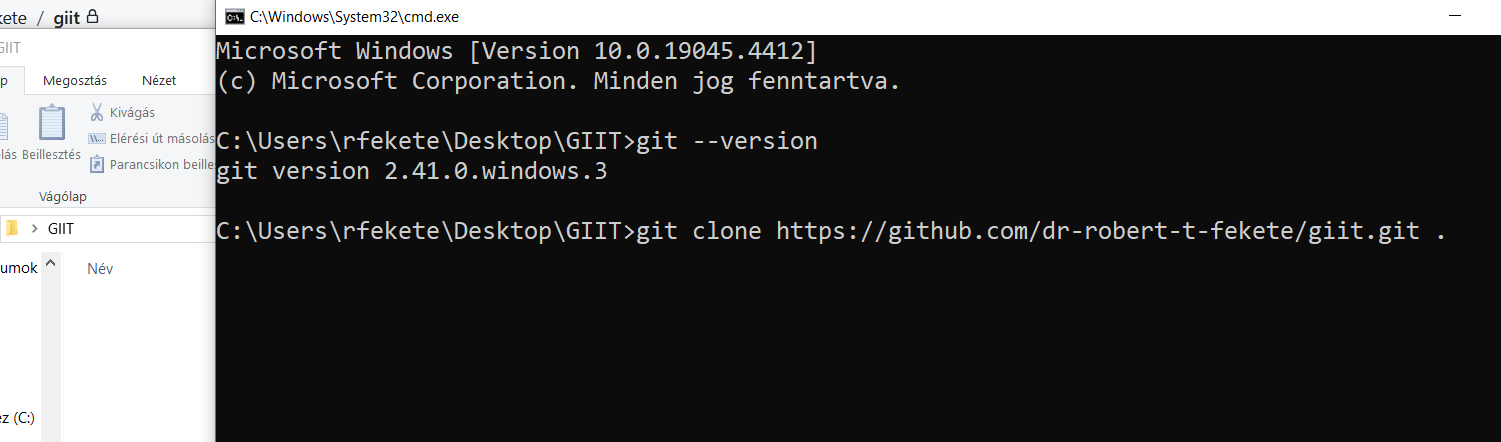 kete / giit
C:\Windows\System32\cmd.exe
GIIT
Megosztás Nézet
Kivágás
Elérési út másolás
Beillesztés
Parancsikon beille
Vágólap
GIIT
umok
Név
ez (C:)
Microsoft Windows [Version 10.0.19045.4412]
(c) Microsoft Corporation. Minden jog fenntartva.
C:\Users\rfekete\Desktop\GIIT>git --version
git version 2.41.0.windows.3
C:\Users\rfekete\Desktop\GIIT>git clone https://github.com/dr-robert-t-fekete/giit.git .